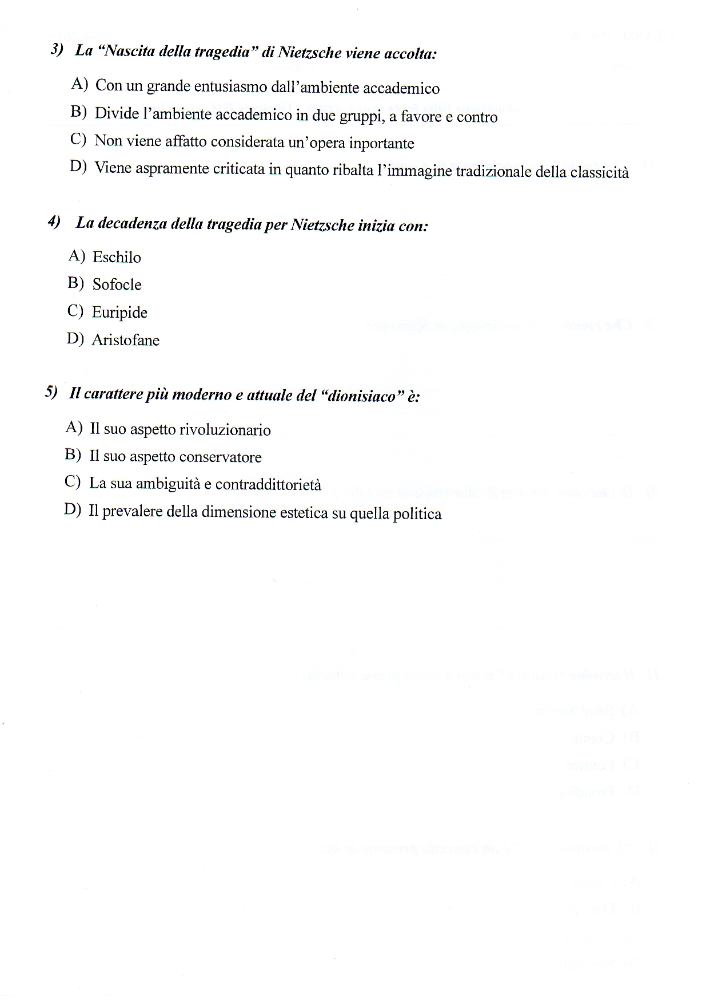 3) La “Nascita della tragedia” di Nietzsche viene accolta:
A) Con un grande entusiasmo dall’ambiente accademico
B) Divide l’ambiente accademico in due gruppi, a favore e contro
C) Non viene affatto considerata un’opera inportante
D) Viene aspramente criticata in quanto ribalta l’immagine tradizionale della classicità
4) La decadenza della tragedia per Nietzsche inizia con:
A) Eschilo
B) Sofocle
C) Euripide
D) Aristofane
5) Il carattere più moderno e attuale del “dionisiaco” è:
A) Il suo aspetto rivoluzionario
B) Il suo aspetto conservatore
C) La sua ambiguità e contraddittorietà
D) Il prevalere della dimensione estetica su quella politica